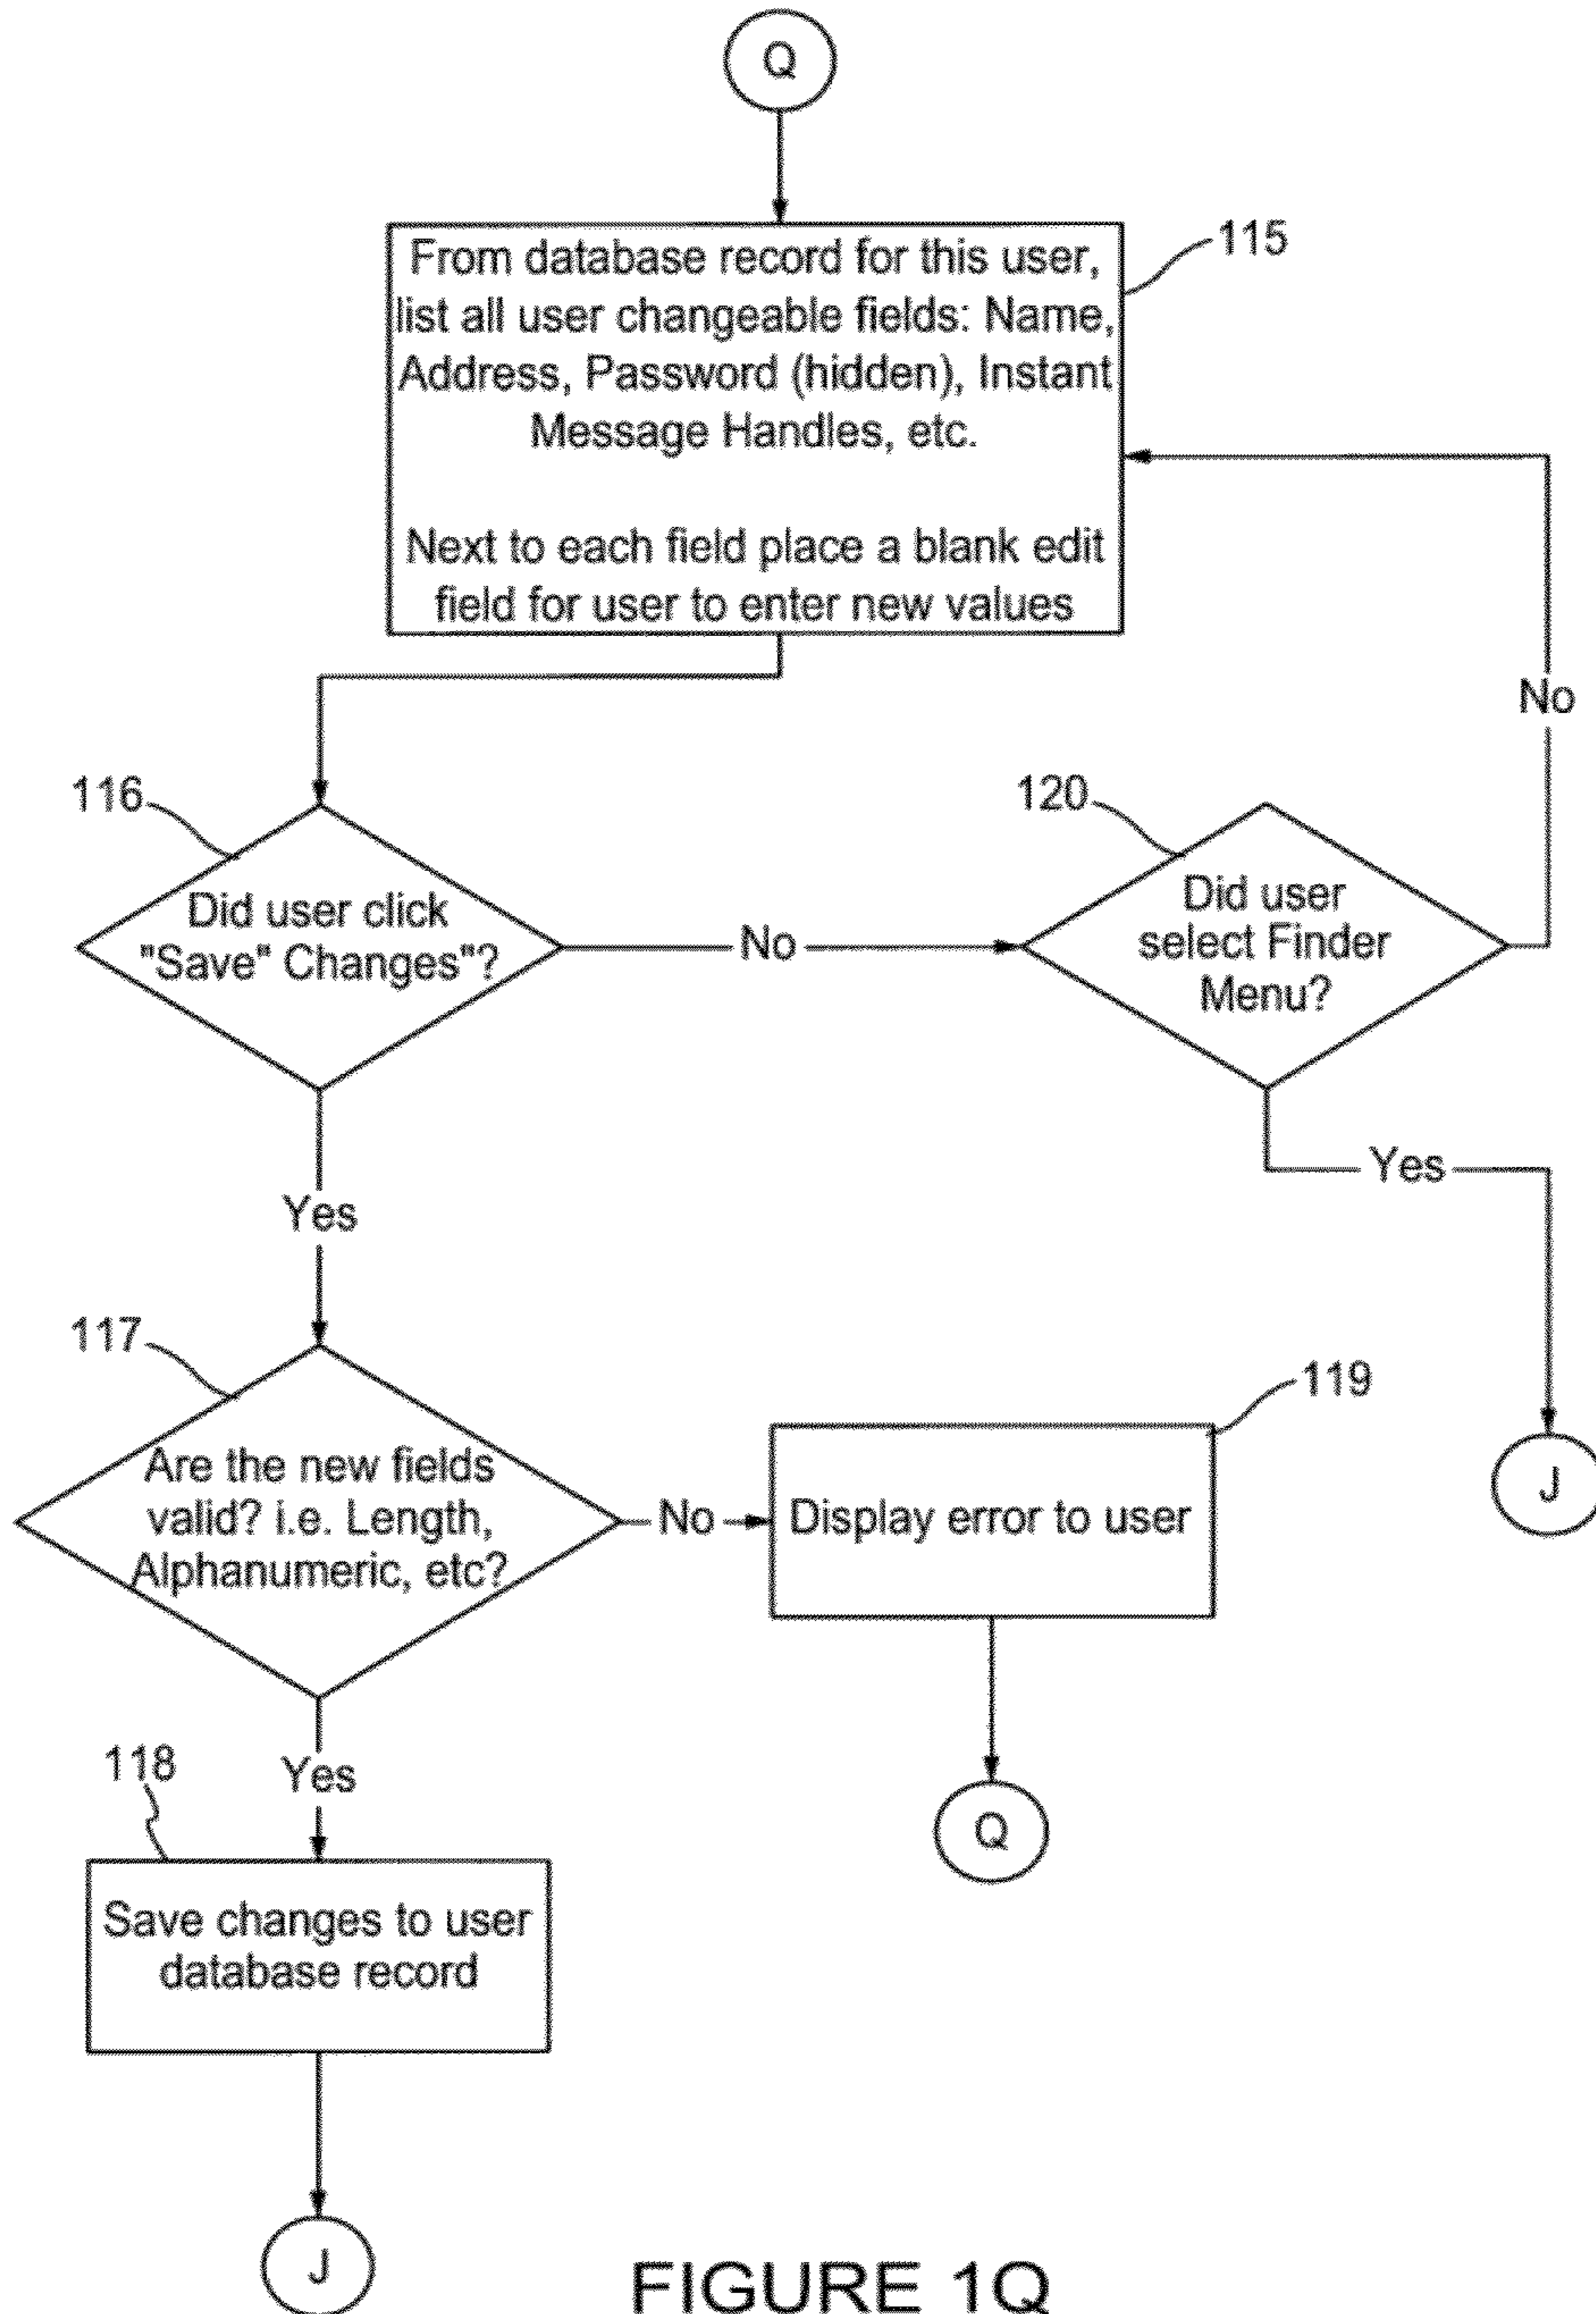 Q
115
From database record for this user,
list all user changeable fields: Name,
Address, Password (hidden), Instant
Message Handles, etc.
Next to each field place a blank edit
field for user to enter new values
No
116
Did user click
"Save" Changes"?
No
120
Did user
select Finder
Menu?
Yes
Yes
J
117
Are the new fields
valid? i.e. Length,
Alphanumeric, etc?
No
119
Display error to user
Q
Yes
118
Save changes to user
database record
J
FIGURE 1Q